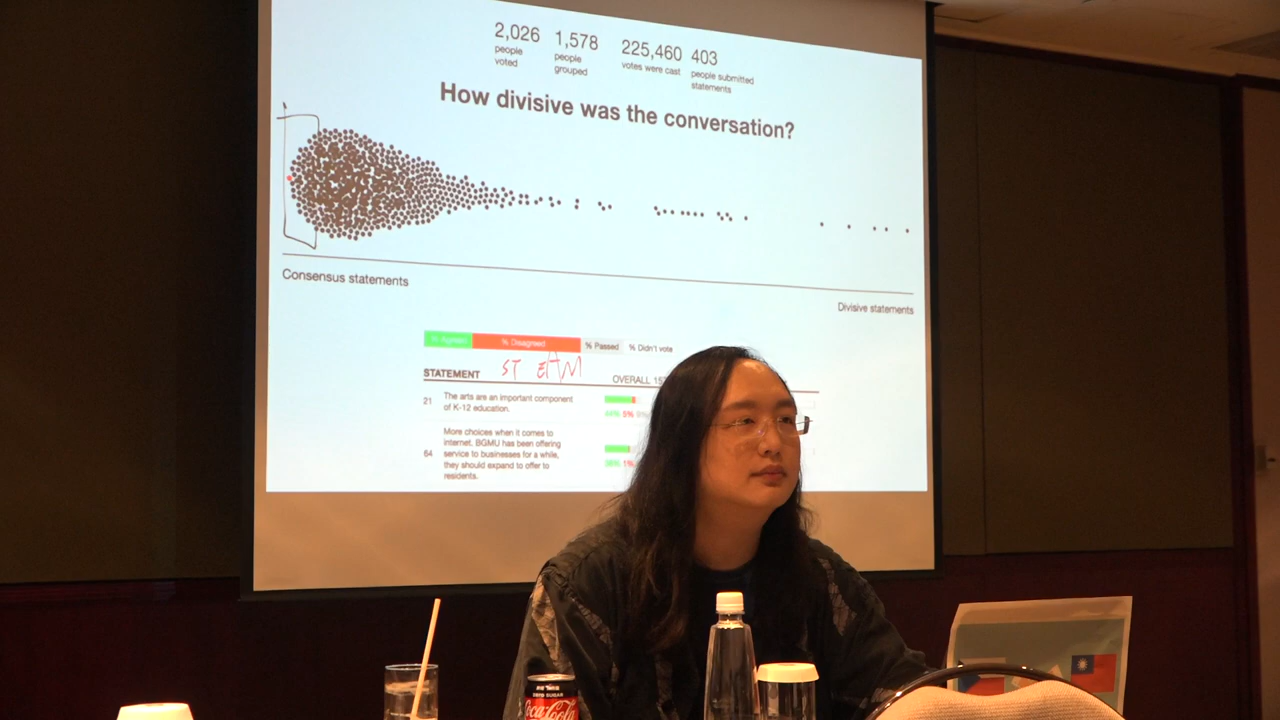 2,026 1,578 225,460 403
people voted
people grouped
votes were cast
people submitted statements
How divisive was the conversation?
Consensus statements
Divisive statements
% Agreed % Disagreed % Passed % Didn't vote
ST EAM
STATEMENT
OVERALL
21 The arts are an important component
of K-12 education.
5%
More choices when it comes to
internet. BGMU has been offering
64 service to businesses for a while,
they should expand to offer to
residents.
1%
Coca-Cola